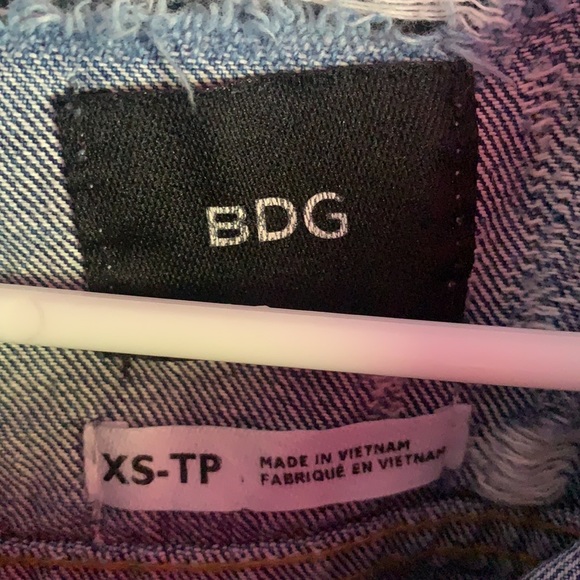 BDG
XS-TP
MADE IN VIETNAM
FABRIQUÉ EN VIETNAM